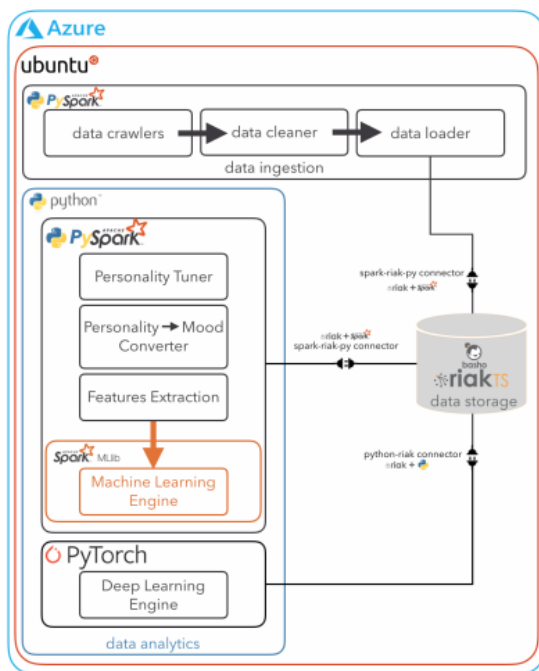 Azure
ubuntu
APACHE
PySpark
data crawlers
data cleaner
data loader
data ingestion
python
APACHE
PySpark
Personality Tuner
Personality → Mood
Converter
Features Extraction
Spark MLlib
Machine Learning
Engine
PyTorch
Deep Learning
Engine
data analytics
spark-riak-py connector
riak + Spark
riak + Spark
spark-riak-py connector
basho
riak TS
data storage
python-riak connector
riak +